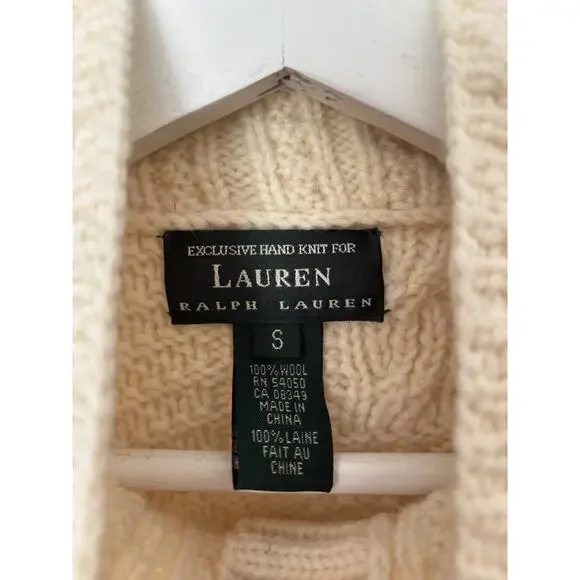 EXCLUSIVE HAND KNIT FOR
LAUREN
RALPH LAUREN
S
100% WOOL
RN 54050
CA 08349
MADE IN
CHINA
100% LAINE
FAIT AU
CHINE